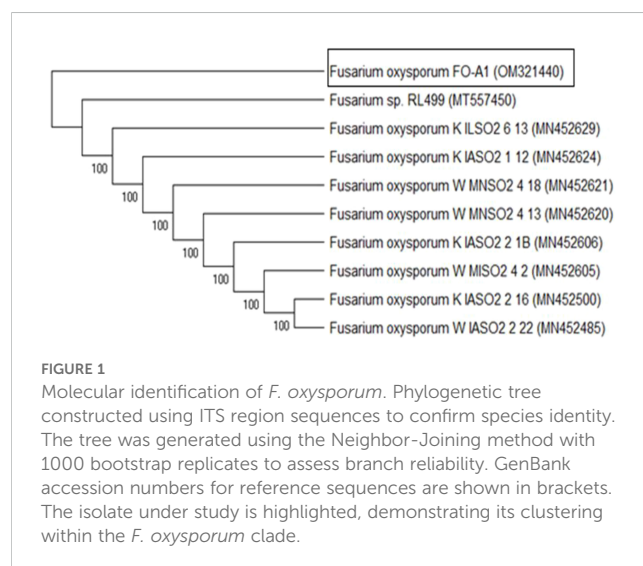 Fusarium oxysporum FO-A1 (OM321440)
Fusarium sp. RL499 (MT557450)
Fusarium oxysporum K ILSO2 6 13 (MN452629)
Fusarium oxysporum K IASO2 1 12 (MN452624)
100
Fusarium oxysporum W MNSO2 4 18 (MN452621)
100
Fusarium oxysporum W MNSO2 4 13 (MN452620)
100
Fusarium oxysporum K IASO2 2 1B (MN452606)
100
Fusarium oxysporum W MISO2 4 2 (MN452605)
100
Fusarium oxysporum K IASO2 2 16 (MN452500)
100
Fusarium oxysporum W IASO2 2 22 (MN452485)
100
FIGURE 1
Molecular identification of F. oxysporum. Phylogenetic tree
constructed using ITS region sequences to confirm species identity.
The tree was generated using the Neighbor-Joining method with
1000 bootstrap replicates to assess branch reliability. GenBank
accession numbers for reference sequences are shown in brackets.
The isolate under study is highlighted, demonstrating its clustering
within the F. oxysporum clade.